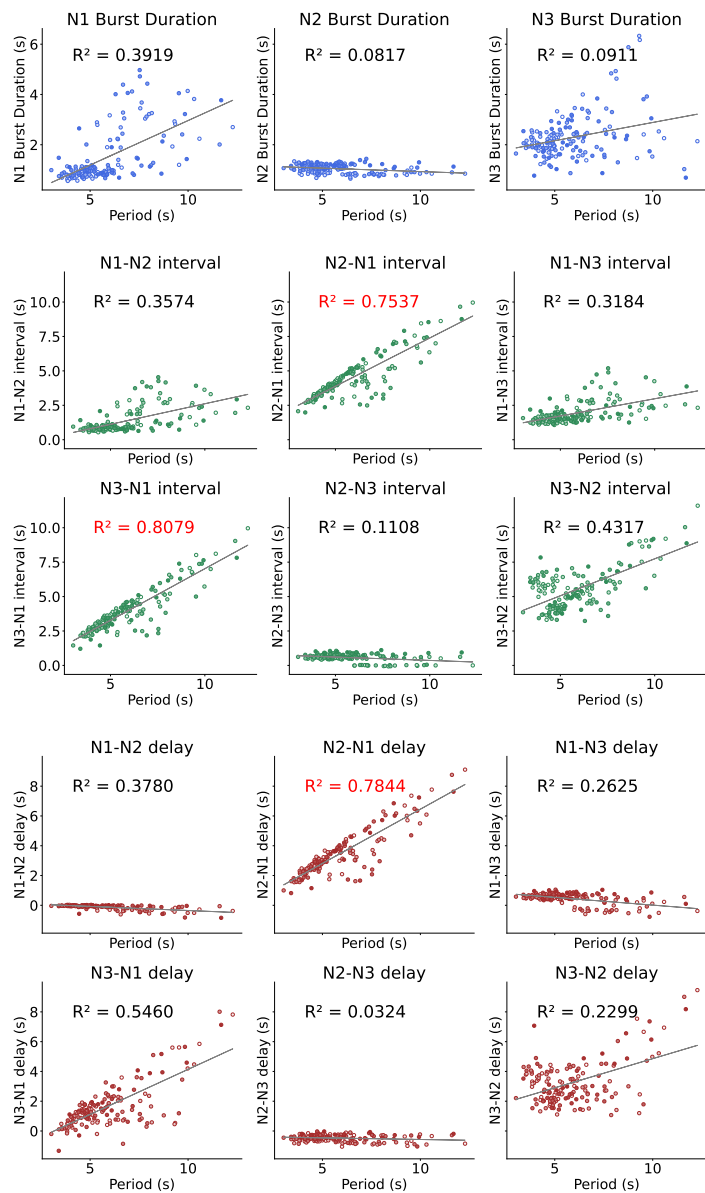 N1 Burst Duration
N2 Burst Duration
N3 Burst Duration
R² = 0.3919
R² = 0.0817
R² = 0.0911
N1 Burst Duration (s)
N2 Burst Duration (s)
N3 Burst Duration (s)
6
4
2
5
10
5
10
5
10
Period (s)
Period (s)
Period (s)
N1-N2 interval
N2-N1 interval
N1-N3 interval
R² = 0.3574
R² = 0.7537
R² = 0.3184
N1-N2 interval (s)
N2-N1 interval (s)
N1-N3 interval (s)
10.0
7.5
5.0
2.5
0.0
Period (s)
Period (s)
Period (s)
N3-N1 interval
N2-N3 interval
N3-N2 interval
R² = 0.8079
R² = 0.1108
R² = 0.4317
N3-N1 interval (s)
N2-N3 interval (s)
N3-N2 interval (s)
10.0
7.5
5.0
2.5
0.0
5
10
5
10
5
10
Period (s)
Period (s)
Period (s)
N1-N2 delay
N2-N1 delay
N1-N3 delay
R² = 0.3780
R² = 0.7844
R² = 0.2625
N1-N2 delay (s)
N2-N1 delay (s)
N1-N3 delay (s)
8
6
4
2
0
Period (s)
Period (s)
Period (s)
N3-N1 delay
N2-N3 delay
N3-N2 delay
R² = 0.5460
R² = 0.0324
R² = 0.2299
N3-N1 delay (s)
N2-N3 delay (s)
N3-N2 delay (s)
8
6
4
2
0
5
10
5
10
5
10
Period (s)
Period (s)
Period (s)